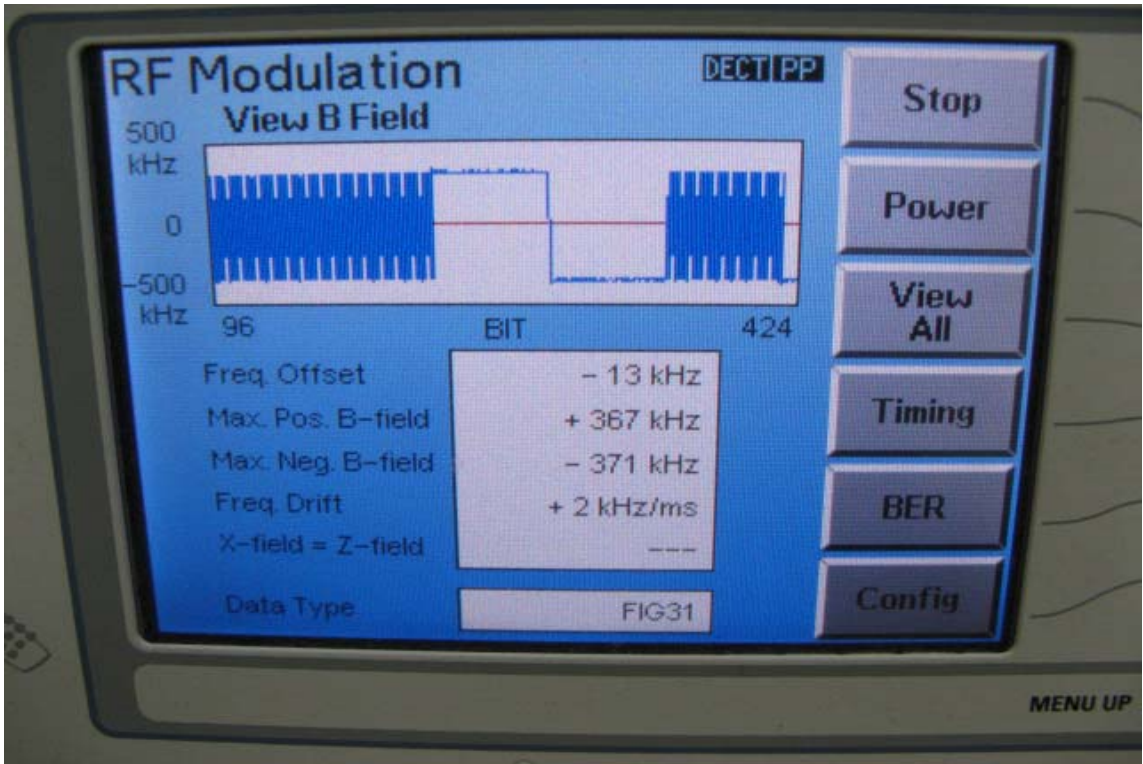 RF Modulation
DECT PP
View B Field
500
kHz
0
-500
kHz
96 BIT 424
Freq. Offset - 13 kHz
Max. Pos. B-field + 367 kHz
Max. Neg. B-field - 371 kHz
Freq. Drift + 2 kHz/ms
X-field = Z-field ---
Data Type FIG31
Stop
Power
View
All
Timing
BER
Config
MENU UP